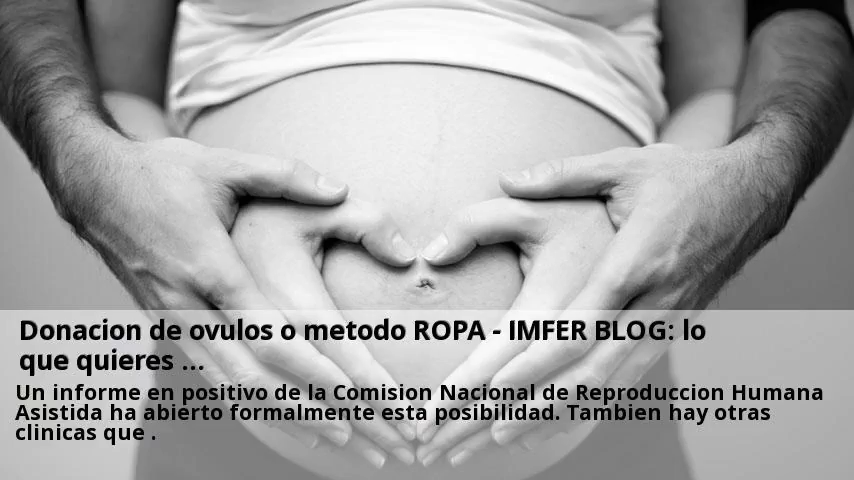 Donacion de ovulos o metodo ROPA - IMFER BLOG: lo
que quieres ...
Un informe en positivo de la Comision Nacional de Reproduccion Humana
Asistida ha abierto formalmente esta posibilidad. Tambien hay otras
clinicas que .